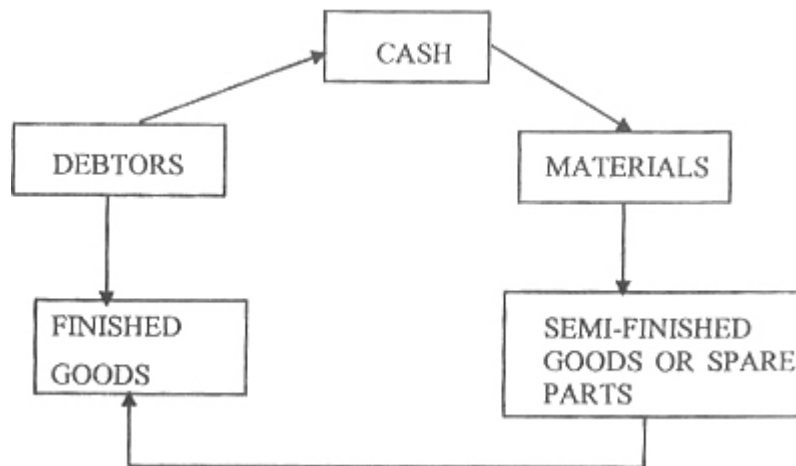 CASH
DEBTORS
MATERIALS
FINISHED
GOODS
SEMI-FINISHED
GOODS OR SPARE
PARTS